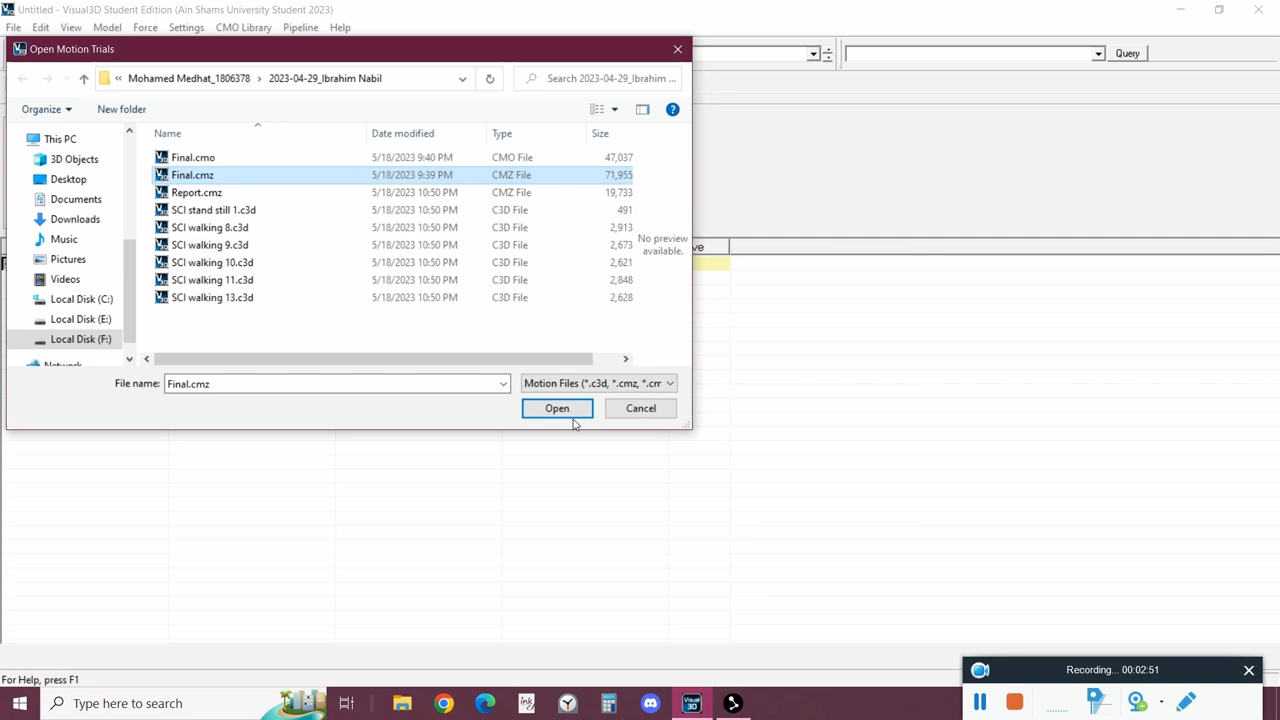 Untitled - Visual3D Student Edition (Ain Shams University Student 2023)
File Edit View Model Force Settings CMO Library Pipeline Help
Open Motion Trials
Query
« Mohamed Medhat_1806378 › 2023-04-29_Ibrahim Nabil
Search 2023-04-29_Ibrahim ...
Organize New folder
Name Date modified Type Size
This PC
3D Objects
Desktop
Documents
Downloads
Music
Pictures
Videos
Local Disk (C:)
Local Disk (E:)
Local Disk (F:)
Network
Final.cmo 5/18/2023 9:40 PM CMO File 47,037
Final.cmz 5/18/2023 9:39 PM CMZ File 71,955
Report.cmz 5/18/2023 10:50 PM CMZ File 19,733
SCI stand still 1.c3d 5/18/2023 10:50 PM C3D File 491
SCI walking 8.c3d 5/18/2023 10:50 PM C3D File 2,913
SCI walking 9.c3d 5/18/2023 10:50 PM C3D File 2,673
SCI walking 10.c3d 5/18/2023 10:50 PM C3D File 2,621
SCI walking 11.c3d 5/18/2023 10:50 PM C3D File 2,848
SCI walking 13.c3d 5/18/2023 10:50 PM C3D File 2,628
No preview
available.
File name: Final.cmz
Motion Files (*.c3d, *.cmz, *.cm
Open Cancel
For Help, press F1
Recording... 00:02:51
Type here to search